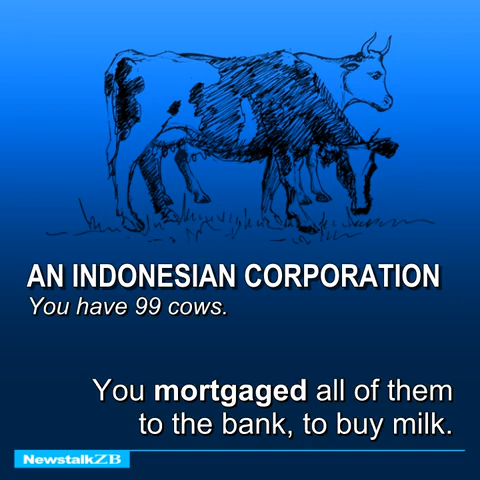 AN INDONESIAN CORPORATION
You have 99 cows.
You mortgaged all of them
to the bank, to buy milk.
NewstalkZB